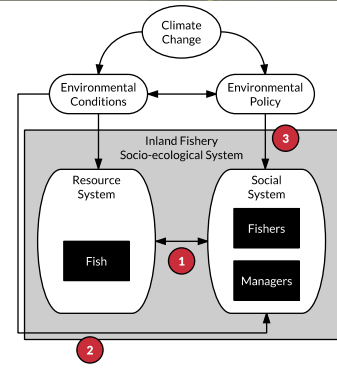 Climate
Change
Environmental
Conditions
Environmental
Policy
3
Inland Fishery
Socio-ecological System
Resource
System
Social
System
Fishers
Fish
1
Managers
2